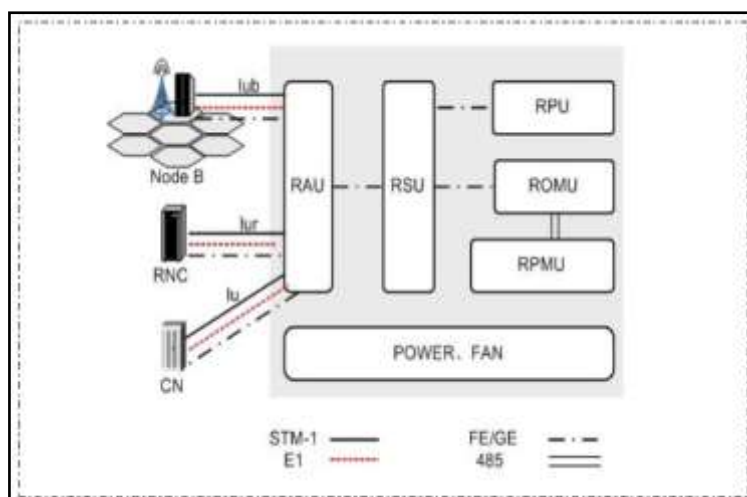 Iub
Node B
RAU
RSU
RPU
ROMU
RPMU
Iur
RNC
Iu
CN
POWER、FAN
STM-1
FE/GE
E1
485